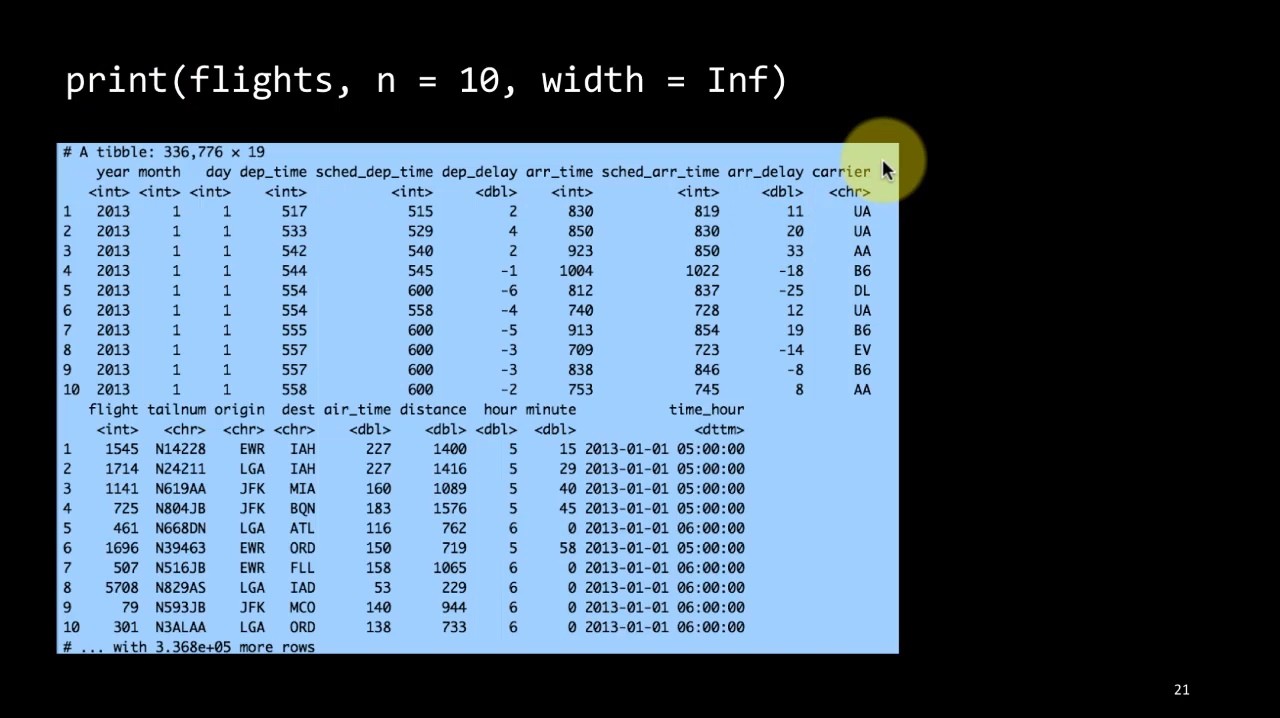 print(flights, n = 10, width = Inf)
# A tibble: 336,776 × 19
year month day dep_time sched_dep_time dep_delay arr_time sched_arr_time arr_delay carrier
<int> <int> <int> <int> <int> <dbl> <int> <int> <dbl> <chr>
1 2013 1 1 517 515 2 830 819 11 UA
2 2013 1 1 533 529 4 850 830 20 UA
3 2013 1 1 542 540 2 923 850 33 AA
4 2013 1 1 544 545 -1 1004 1022 -18 B6
5 2013 1 1 554 600 -6 812 837 -25 DL
6 2013 1 1 554 558 -4 740 728 12 UA
7 2013 1 1 555 600 -5 913 854 19 B6
8 2013 1 1 557 600 -3 709 723 -14 EV
9 2013 1 1 557 600 -3 838 846 -8 B6
10 2013 1 1 558 600 -2 753 745 8 AA
flight tailnum origin dest air_time distance hour minute time_hour
<int> <chr> <chr> <chr> <dbl> <dbl> <dbl> <dbl> <dttm>
1 1545 N14228 EWR IAH 227 1400 5 15 2013-01-01 05:00:00
2 1714 N24211 LGA IAH 227 1416 5 29 2013-01-01 05:00:00
3 1141 N619AA JFK MIA 160 1089 5 40 2013-01-01 05:00:00
4 725 N804JB JFK BQN 183 1576 5 45 2013-01-01 05:00:00
5 461 N668DN LGA ATL 116 762 6 0 2013-01-01 06:00:00
6 1696 N39463 EWR ORD 150 719 5 58 2013-01-01 05:00:00
7 507 N516JB EWR FLL 158 1065 6 0 2013-01-01 06:00:00
8 5708 N829AS LGA IAD 53 229 6 0 2013-01-01 06:00:00
9 79 N593JB JFK MCO 140 944 6 0 2013-01-01 06:00:00
10 301 N3ALAA LGA ORD 138 733 6 0 2013-01-01 06:00:00
# ... with 3.368e+05 more rows
21